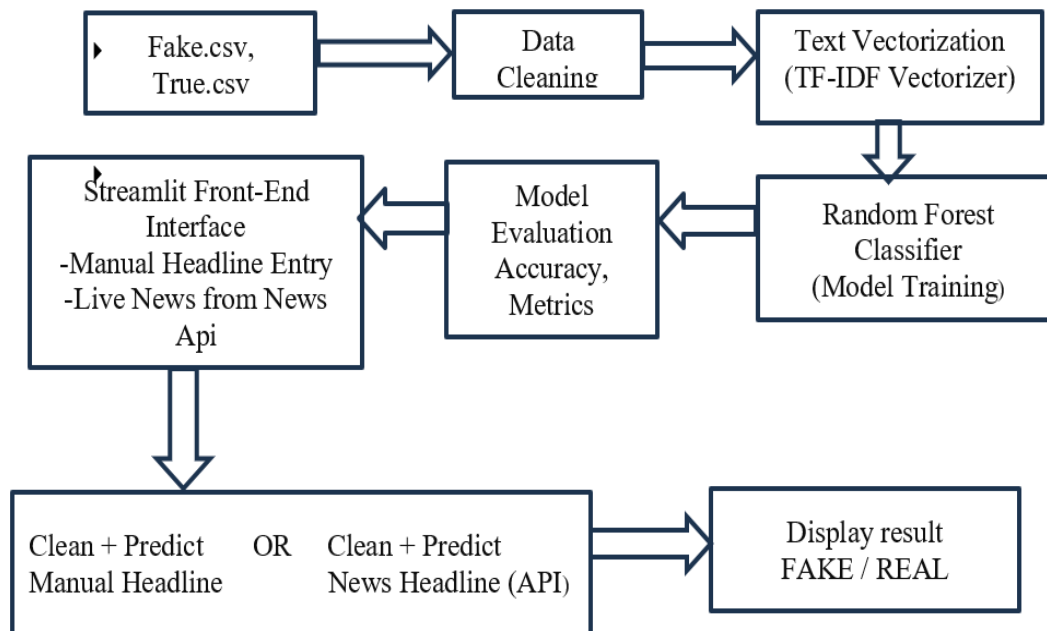 Fake.csv,
True.csv
Data
Cleaning
Text Vectorization
(TF-IDF Vectorizer)
Random Forest
Classifier
(Model Training)
Model
Evaluation
Accuracy,
Metrics
Streamlit Front-End
Interface
-Manual Headline Entry
-Live News from News
Api
Clean + Predict OR Clean + Predict
Manual Headline News Headline (API)
Display result
FAKE / REAL